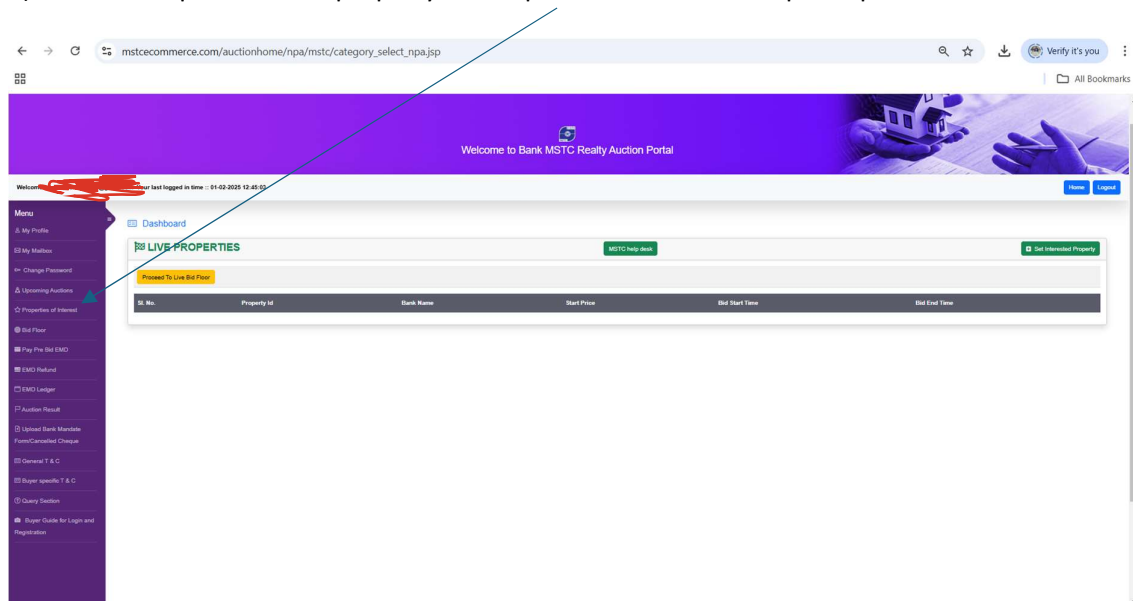 mstcecommerce.com/auctionhome/npa/mstc/category_select_npa.jsp
Verify it's you
All Bookmarks
Welcome to Bank MSTC Realty Auction Portal
last logged in time :: 01-02-2025 12:45:03
Home Logout
Menu
My Profile
My Mailbox
Change Password
Upcoming Auctions
Properties of Interest
Bid Floor
Pay Pre Bid EMD
EMD Refund
EMD Ledger
Auction Result
Upload Bank Mandate
Form/Cancelled Cheque
General T & C
Buyer specific T & C
Query Section
Buyer Guide for Login and
Registration
Dashboard
LIVE PROPERTIES MSTC help desk Set Interested Property
Proceed To Live Bid Floor
Sl. No. Property Id Bank Name Start Price Bid Start Time Bid End Time